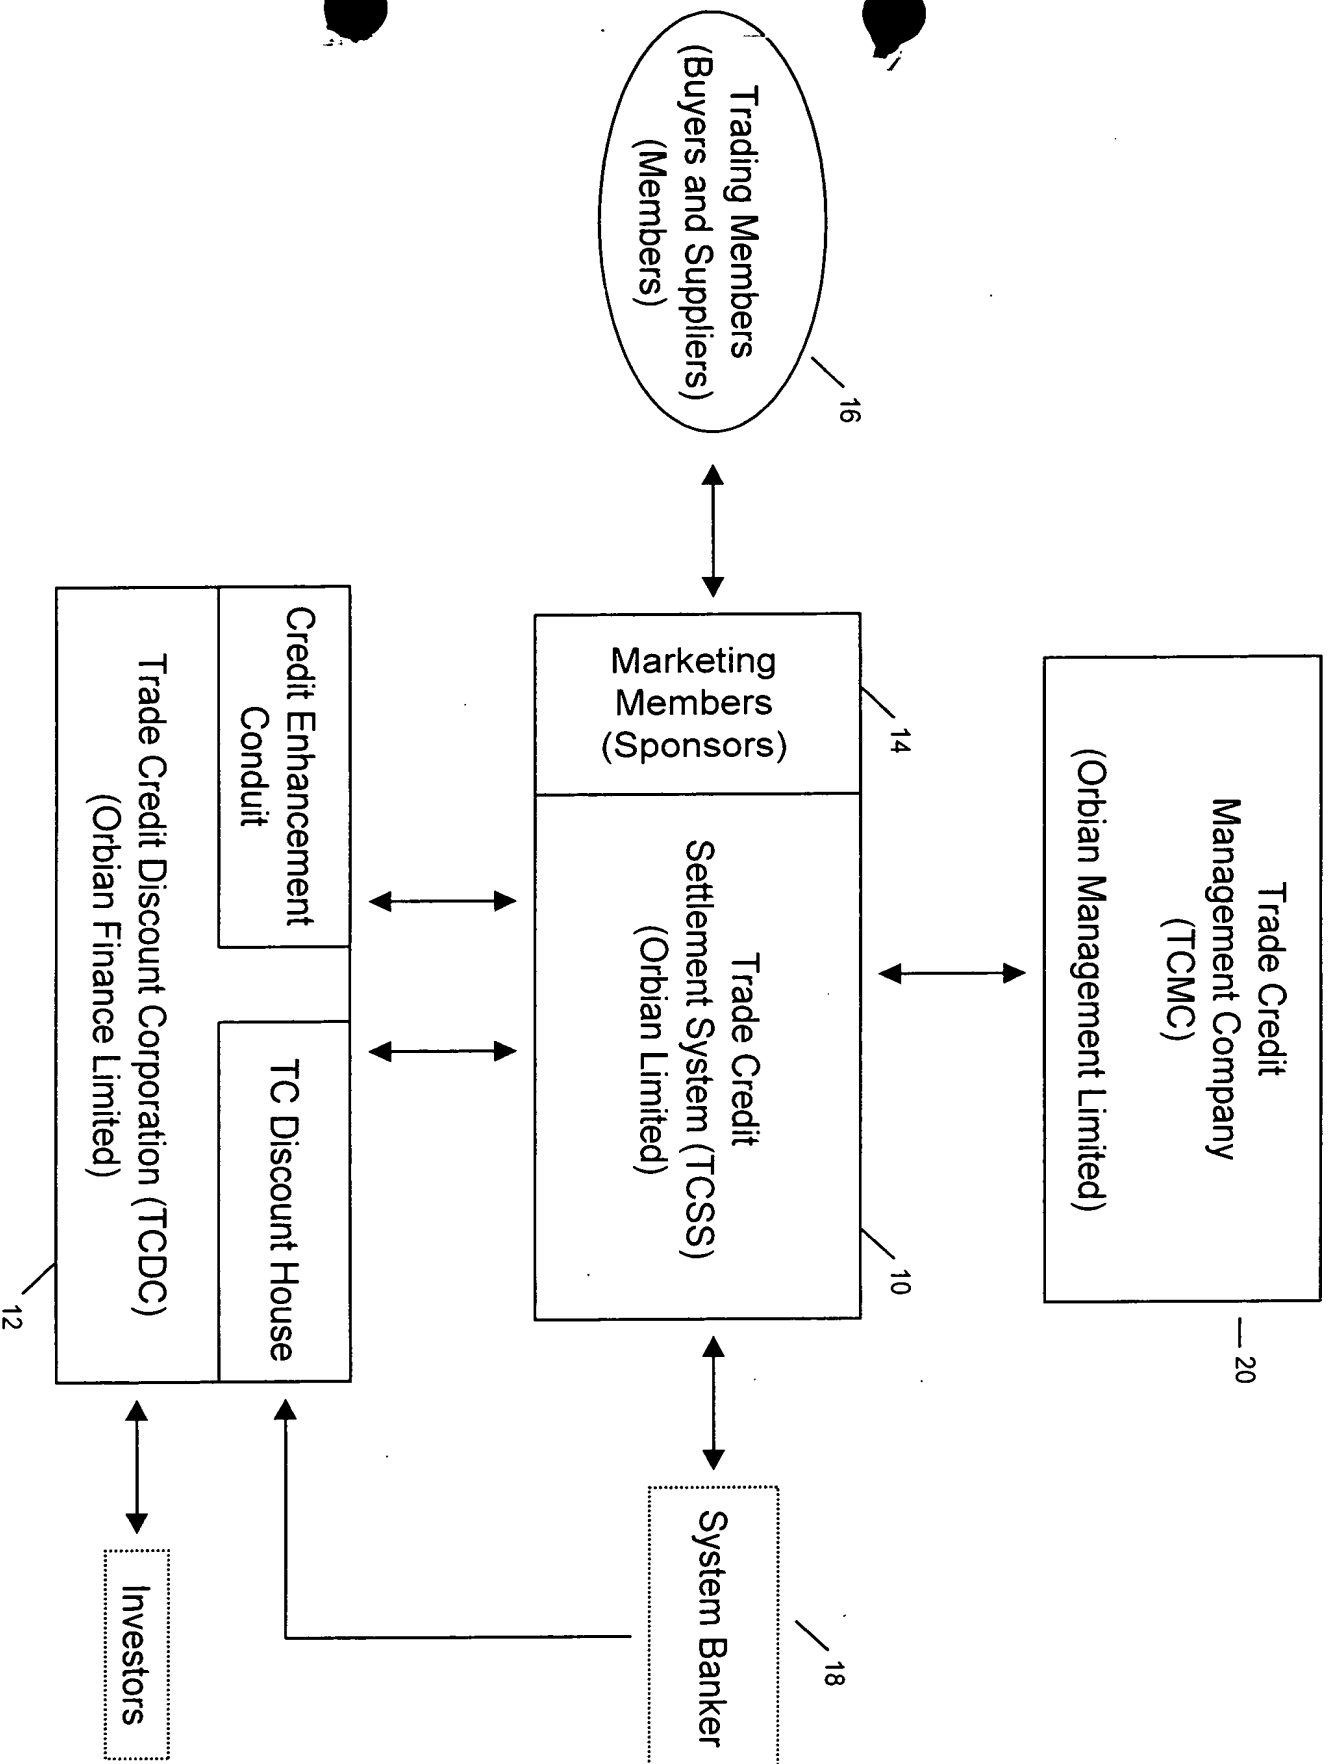 Trade Credit
Management Company
(TCMC)
(Orbian Management Limited)
20
Trading Members
(Buyers and Suppliers)
(Members)
16
Marketing
Members
(Sponsors)
14
Trade Credit
Settlement System (TCSS)
(Orbian Limited)
10
System Banker
18
Credit Enhancement
Conduit
TC Discount House
Trade Credit Discount Corporation (TCDC)
(Orbian Finance Limited)
12
Investors